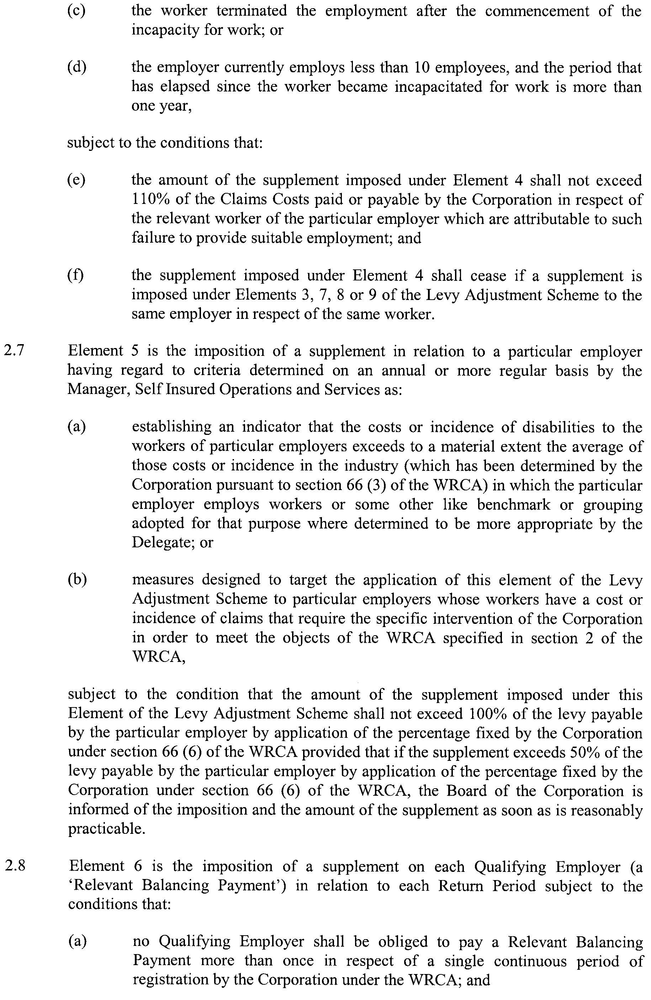 (c) the worker terminated the employment after the commencement of the
incapacity for work; or
(d) the employer currently employs less than 10 employees, and the period that
has elapsed since the worker became incapacitated for work is more than
one year,
subject to the conditions that:
(e) the amount of the supplement imposed under Element 4 shall not exceed
110% of the Claims Costs paid or payable by the Corporation in respect of
the relevant worker of the particular employer which are attributable to such
failure to provide suitable employment; and
(f) the supplement imposed under Element 4 shall cease if a supplement is
imposed under Elements 3, 7, 8 or 9 of the Levy Adjustment Scheme to the
same employer in respect of the same worker.
2.7 Element 5 is the imposition of a supplement in relation to a particular employer
having regard to criteria determined on an annual or more regular basis by the
Manager, Self Insured Operations and Services as:
(a) establishing an indicator that the costs or incidence of disabilities to the
workers of particular employers exceeds to a material extent the average of
those costs or incidence in the industry (which has been determined by the
Corporation pursuant to section 66 (3) of the WRCA) in which the particular
employer employs workers or some other like benchmark or grouping
adopted for that purpose where determined to be more appropriate by the
Delegate; or
(b) measures designed to target the application of this element of the Levy
Adjustment Scheme to particular employers whose workers have a cost or
incidence of claims that require the specific intervention of the Corporation
in order to meet the objects of the WRCA specified in section 2 of the
WRCA,
subject to the condition that the amount of the supplement imposed under this
Element of the Levy Adjustment Scheme shall not exceed 100% of the levy payable
by the particular employer by application of the percentage fixed by the Corporation
under section 66 (6) of the WRCA provided that if the supplement exceeds 50% of the
levy payable by the particular employer by application of the percentage fixed by the
Corporation under section 66 (6) of the WRCA, the Board of the Corporation is
informed of the imposition and the amount of the supplement as soon as is reasonably
practicable.
2.8 Element 6 is the imposition of a supplement on each Qualifying Employer (a
‘Relevant Balancing Payment’) in relation to each Return Period subject to the
conditions that:
(a) no Qualifying Employer shall be obliged to pay a Relevant Balancing
Payment more than once in respect of a single continuous period of
registration by the Corporation under the WRCA; and